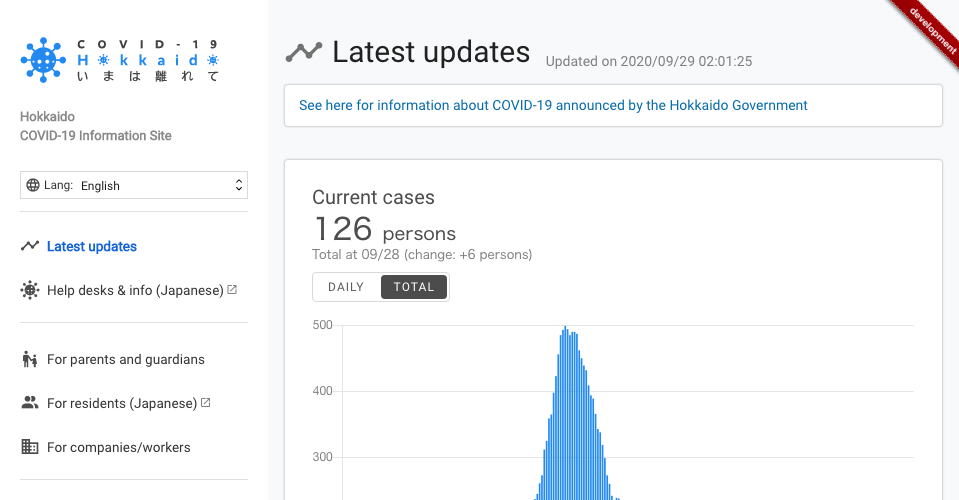 COVID-19
Hokkaido
いまは離れて
Hokkaido
COVID-19 Information Site
Lang: English
Latest updates
Help desks & info (Japanese)
For parents and guardians
For residents (Japanese)
For companies/workers
development
Latest updates Updated on 2020/09/29 02:01:25
See here for information about COVID-19 announced by the Hokkaido Government
Current cases
126 persons
Total at 09/28 (change: +6 persons)
DAILY TOTAL
500
400
300